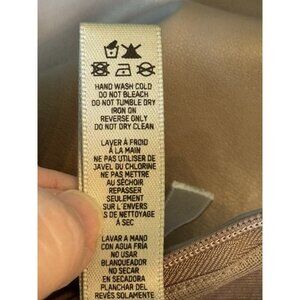 HAND WASH COLD
DO NOT BLEACH
DO NOT TUMBLE DRY
IRON ON
REVERSE ONLY
DO NOT DRY CLEAN
LAVER À FROID
À LA MAIN
NE PAS UTILISER DE
JAVEL OU CHLORINE
NE PAS METTRE
AU SÉCHOIR
REPASSER
SEULEMENT
SUR L'ENVERS
S DE NETTOYAGE
À SEC
LAVAR A MANO
CON AGUA FRÍA
NO USAR
BLANQUEADOR
NO SECAR
EN SECADORA
PLANCHAR DEL
REVÉS SOLAMENTE